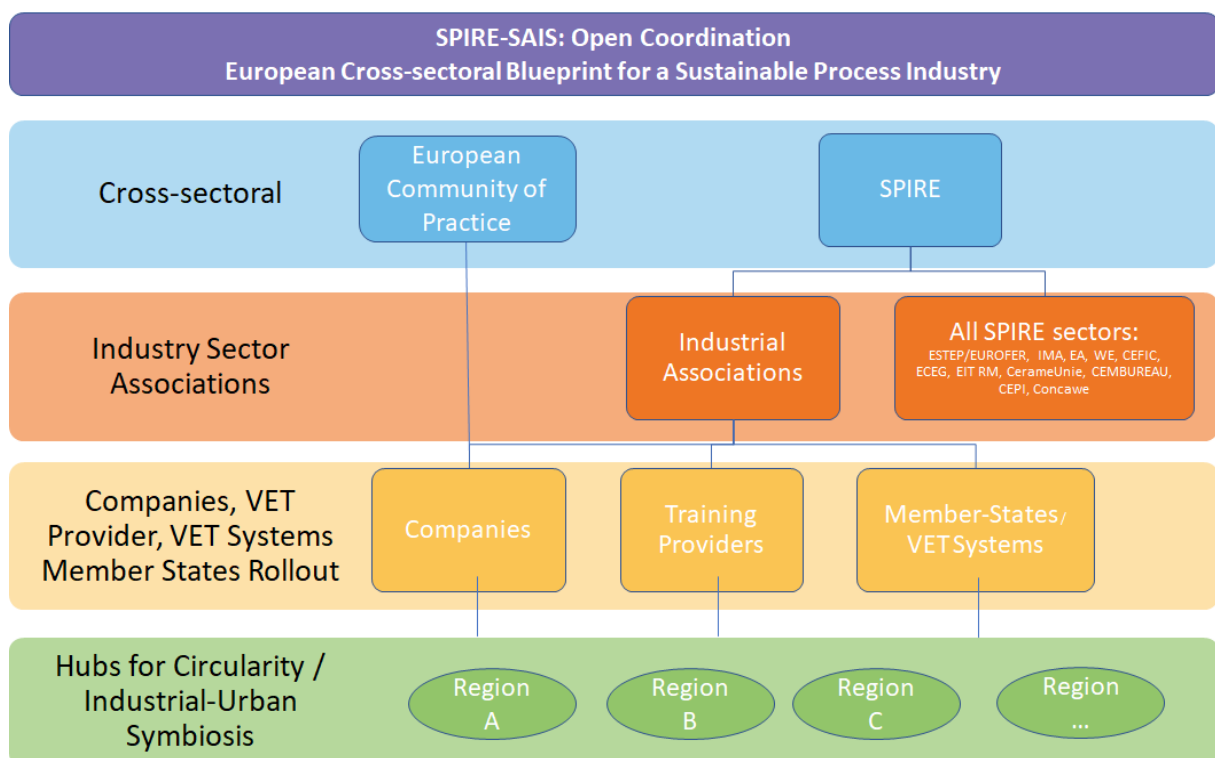 SPIRE-SAIS: Open Coordination
European Cross-sectoral Blueprint for a Sustainable Process Industry
Cross-sectoral
European
Community of
Practice
SPIRE
Industry Sector
Associations
Industrial
Associations
All SPIRE sectors:
ESTEP/EUROFER, IMA, EA, WE, CEFIC,
ECEG, EIT RM, CerameUnie, CEMBUREAU,
CEPI, Concawe
Companies, VET
Provider, VET Systems
Member States Rollout
Companies
Training
Providers
Member-States/
VET Systems
Hubs for Circularity /
Industrial-Urban
Symbiosis
Region
A
Region
B
Region
C
Region
...